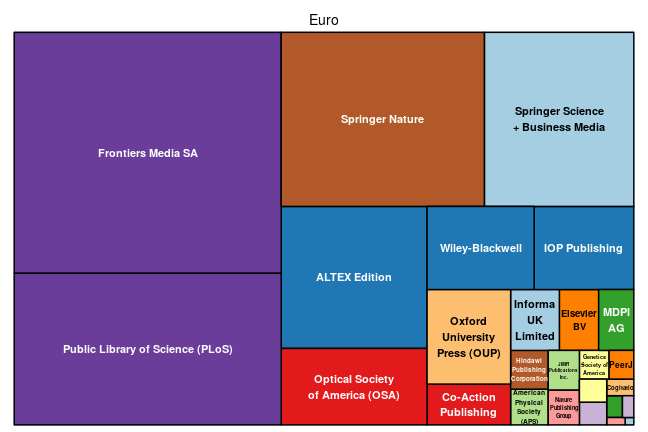 Euro
Frontiers Media SA
Springer Nature
Springer Science
+ Business Media
ALTEX Edition
Wiley-Blackwell
IOP Publishing
Public Library of Science (PLoS)
Optical Society
of America (OSA)
Oxford
University
Press (OUP)
Co-Action
Publishing
Informa
UK
Limited
Elsevier
BV
MDPI
AG
Hindawi
Publishing
Corporation
JMIR
Publications
Inc.
Genetics
Society of
America
PeerJ
American
Physical
Society
(APS)
Nature
Publishing
Group